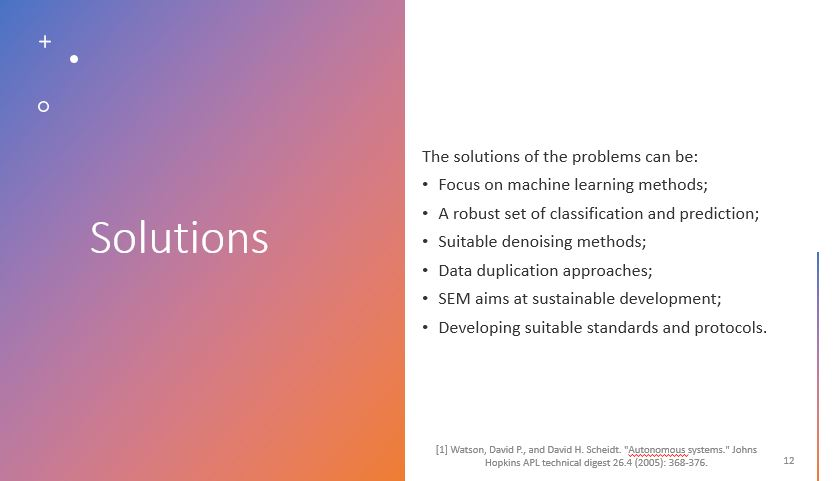 Solutions
The solutions of the problems can be:
• Focus on machine learning methods;
• A robust set of classification and prediction;
• Suitable denoising methods;
• Data duplication approaches;
• SEM aims at sustainable development;
• Developing suitable standards and protocols.
[1] Watson, David P., and David H. Scheidt. "Autonomous systems." Johns
Hopkins APL technical digest 26.4 (2005): 368-376.
12